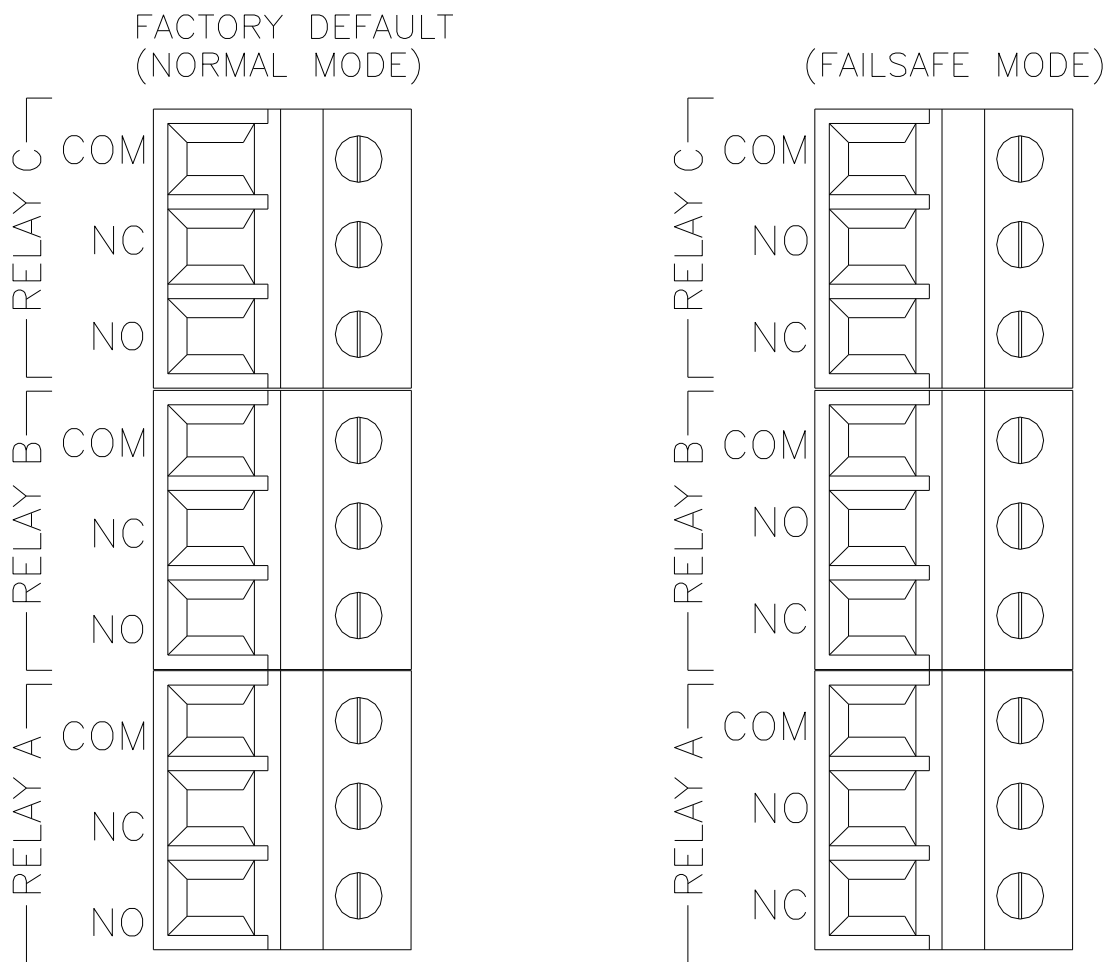 FACTORY DEFAULT
(NORMAL MODE)
RELAY C
COM
NC
NO
RELAY B
COM
NC
NO
RELAY A
COM
NC
NO
(FAILSAFE MODE)
RELAY C
COM
NO
NC
RELAY B
COM
NO
NC
RELAY A
COM
NO
NC